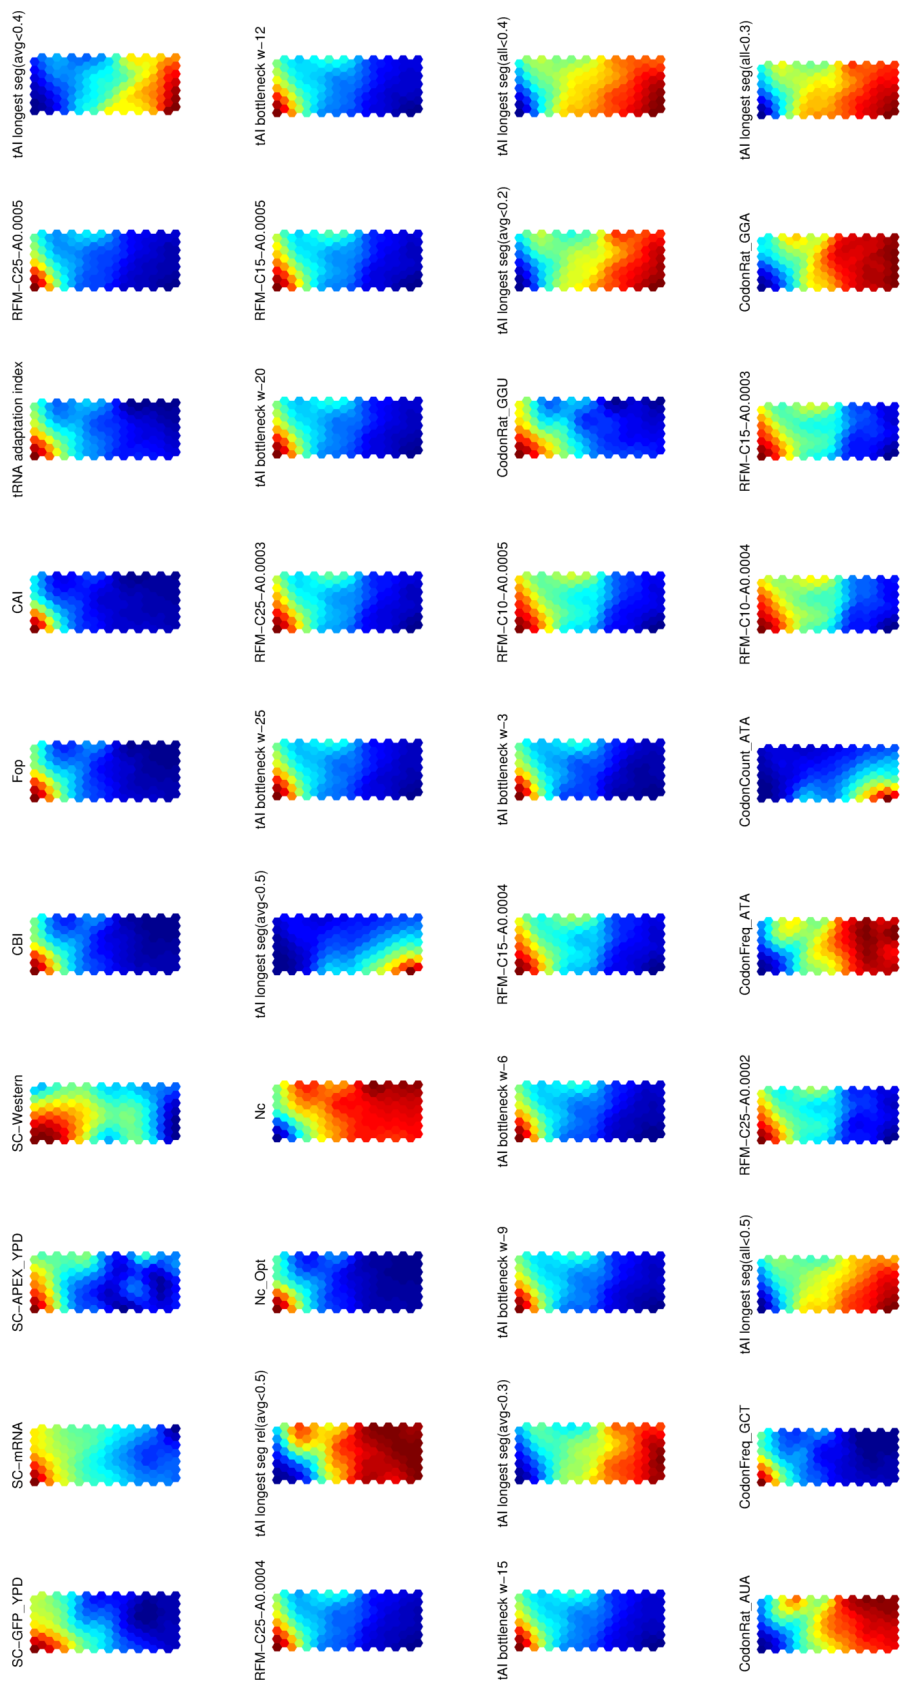 SC−GFP_YPD
SC−mRNA
SC−APEX_YPD
SC−Western
CBI
Fop
CAI
tRNA adaptation index
RFM−C25−A0.0005
tAI longest seg(avg<0.4)
RFM−C25−A0.0004
tAI longest seg rel(avg<0.5)
Nc_Opt
Nc
tAI longest seg(avg<0.5)
tAI bottleneck w−25
RFM−C25−A0.0003
tAI bottleneck w−20
RFM−C15−A0.0005
tAI bottleneck w−12
tAI bottleneck w−15
tAI longest seg(avg<0.3)
tAI bottleneck w−9
tAI bottleneck w−6
RFM−C15−A0.0004
tAI bottleneck w−3
RFM−C10−A0.0005
CodonRat_GGU
tAI longest seg(avg<0.2)
tAI longest seg(all<0.4)
CodonRat_AUA
CodonFreq_GCT
tAI longest seg(all<0.5)
RFM−C25−A0.0002
CodonFreq_ATA
CodonCount_ATA
RFM−C10−A0.0004
RFM−C15−A0.0003
CodonRat_GGA
tAI longest seg(all<0.3)